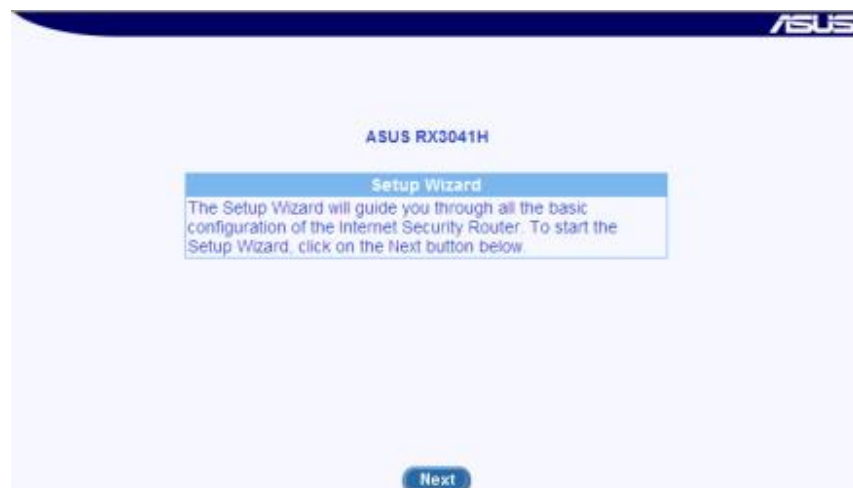 ASUS
ASUS RX3041H
Setup Wizard
The Setup Wizard will guide you through all the basic
configuration of the Internet Security Router. To start the
Setup Wizard, click on the Next button below.
Next